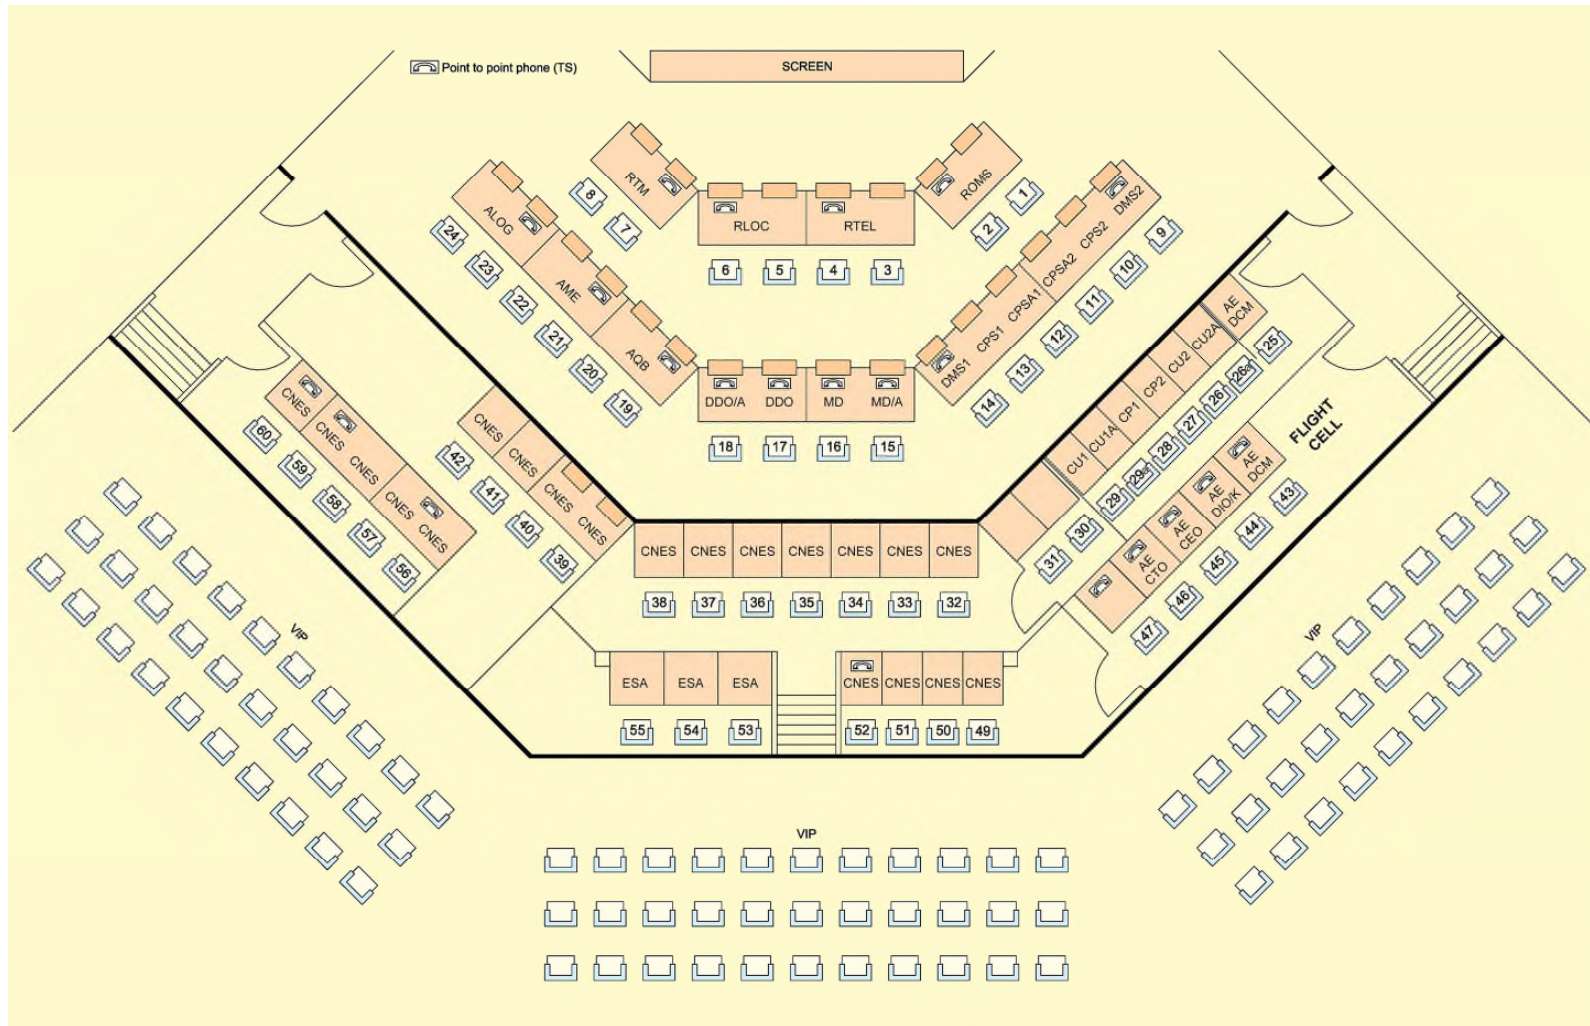 Point to point phone (TS)
SCREEN
RTM
RLOC
RTEL
ROMS
8
7
6
5
4
3
2
1
ALOG
AME
AQB
DDO/A
DDO
MD
MD/A
DMS1
CPS1
CPSA1
CPSA2
CPS2
DMS2
24
23
22
21
20
19
18
17
16
15
14
13
12
11
10
9
CNES
CNES
CNES
CNES
CNES
60
59
58
57
56
CNES
CNES
CNES
CNES
42
41
40
39
CNES
CNES
CNES
CNES
CNES
CNES
CNES
38
37
36
35
34
33
32
CU1
CU1A
CP1
CP2
CU2
CU2A
AE
DCM
31
30
29
29a
28
27
26
26a
25
FLIGHT
CELL
AE
CTO
AE
CEO
AE
DIO/K
AE
DCM
47
46
45
44
43
ESA
ESA
ESA
CNES
CNES
CNES
CNES
55
54
53
52
51
50
49
VIP
VIP
VIP